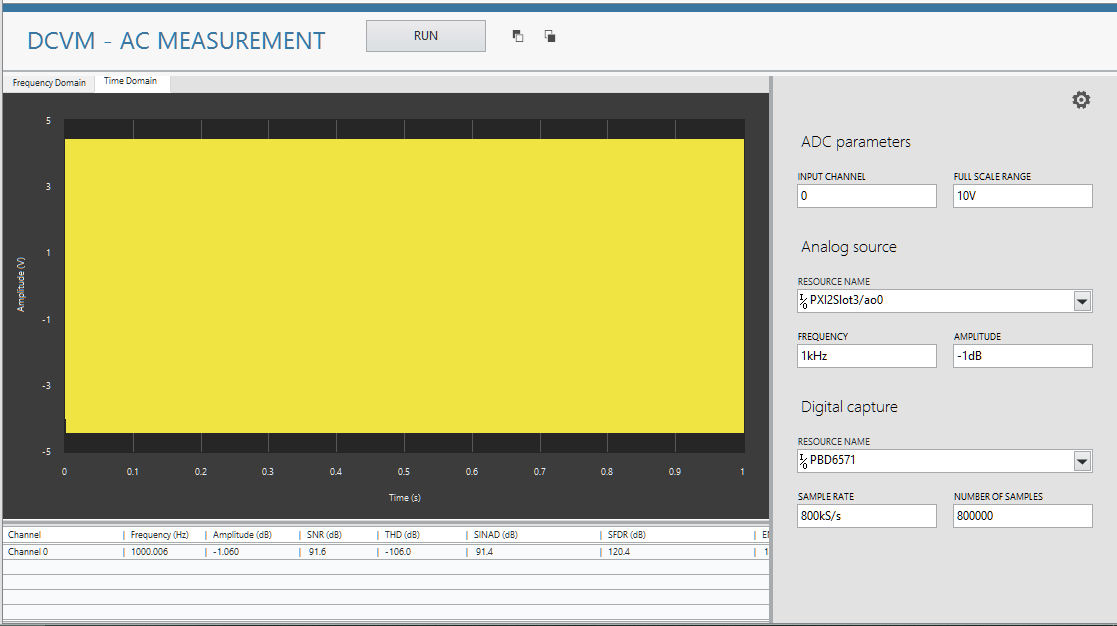 DCVM - AC MEASUREMENT
RUN
Frequency Domain
Time Domain
5
3
1
-1
-3
-5
Amplitude (V)
0 0.1 0.2 0.3 0.4 0.5 0.6 0.7 0.8 0.9 1
Time (s)
Channel Frequency (Hz) Amplitude (dB) SNR (dB) THD (dB) SINAD (dB) SFDR (dB)
Channel 0 1000.006 -1.060 91.6 -106.0 91.4 120.4
ADC parameters
INPUT CHANNEL FULL SCALE RANGE
0 10V
Analog source
RESOURCE NAME
PXI2Slot3/ao0
FREQUENCY AMPLITUDE
1kHz -1dB
Digital capture
RESOURCE NAME
PBD6571
SAMPLE RATE NUMBER OF SAMPLES
800kS/s 800000